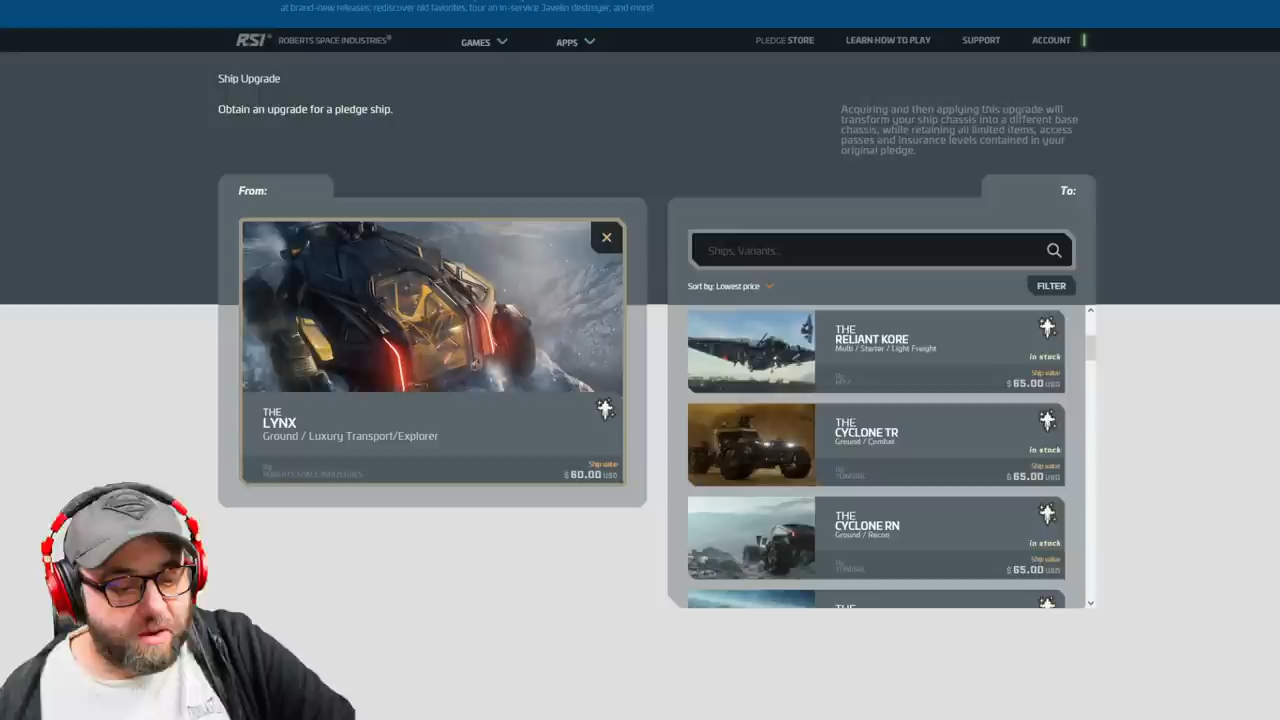 at brand-new releases; rediscover old favorites, tour an in-service Javelin destroyer, and more!
RSI ROBERTS SPACE INDUSTRIES
GAMES APPS PLEDGE STORE LEARN HOW TO PLAY SUPPORT ACCOUNT
Ship Upgrade
Obtain an upgrade for a pledge ship.
Acquiring and then applying this upgrade will
transform your ship chassis into a different base
chassis, while retaining all limited items, access
passes and insurance levels contained in your
original pledge.
From:
THE
LYNX
Ground / Luxury Transport/Explorer
By:
ROBERTS SPACE INDUSTRIES
Ship value
$ 60.00 USD
To:
Ships, Variants...
Sort by: Lowest price
FILTER
THE
RELIANT KORE
Multi / Starter / Light Freight
in stock
Ship value
$ 65.00 USD
THE
CYCLONE TR
Ground / Combat
in stock
Ship value
$ 65.00 USD
THE
CYCLONE RN
Ground / Recon
in stock
Ship value
$ 65.00 USD
THE